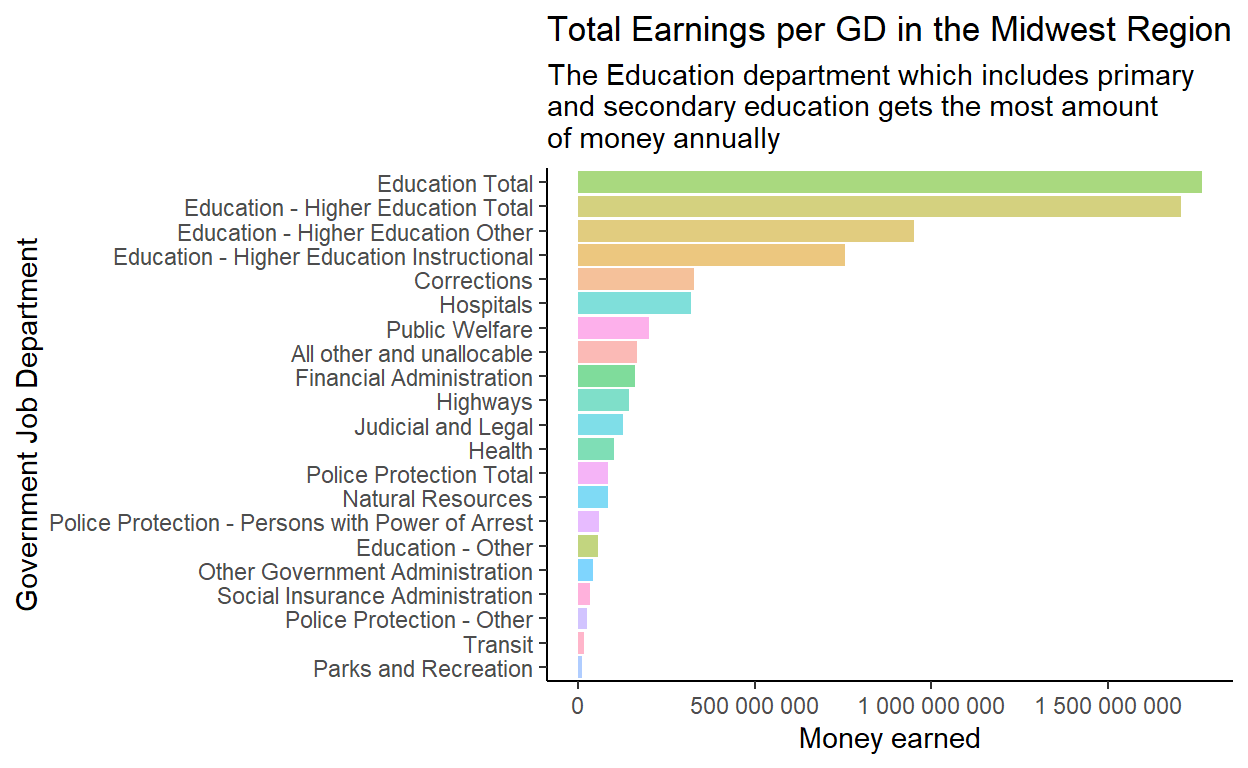 Total Earnings per GD in the Midwest Region
The Education department which includes primary
and secondary education gets the most amount
of money annually
Government Job Department
Education Total
Education - Higher Education Total
Education - Higher Education Other
Education - Higher Education Instructional
Corrections
Hospitals
Public Welfare
All other and unallocable
Financial Administration
Highways
Judicial and Legal
Health
Police Protection Total
Natural Resources
Police Protection - Persons with Power of Arrest
Education - Other
Other Government Administration
Social Insurance Administration
Police Protection - Other
Transit
Parks and Recreation
0 500 000 000 1 000 000 000 1 500 000 000
Money earned